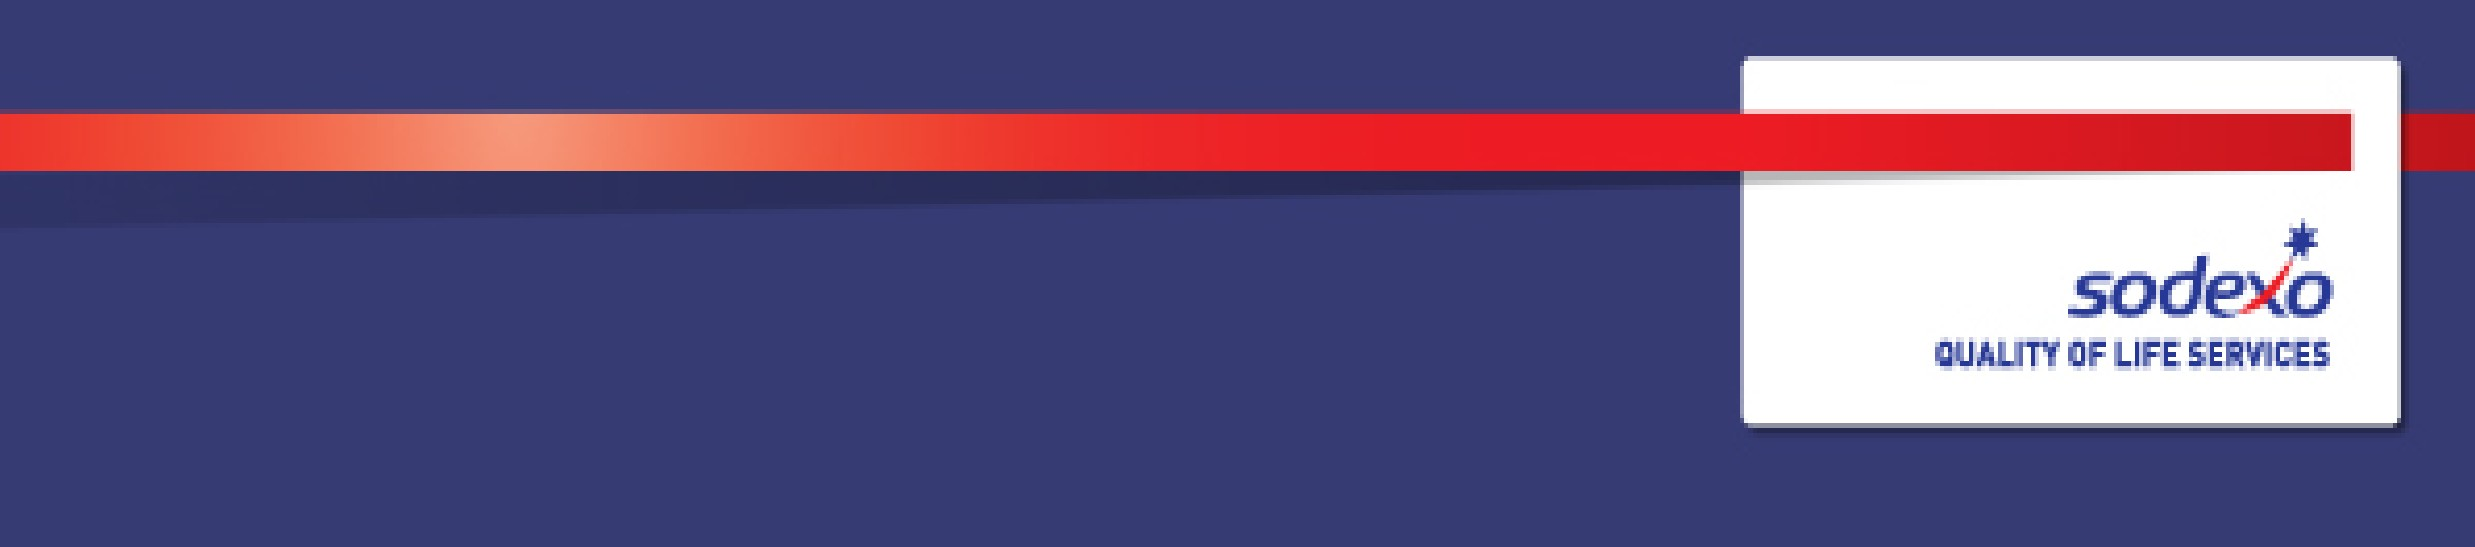 sodexo
QUALITY OF LIFE SERVICES